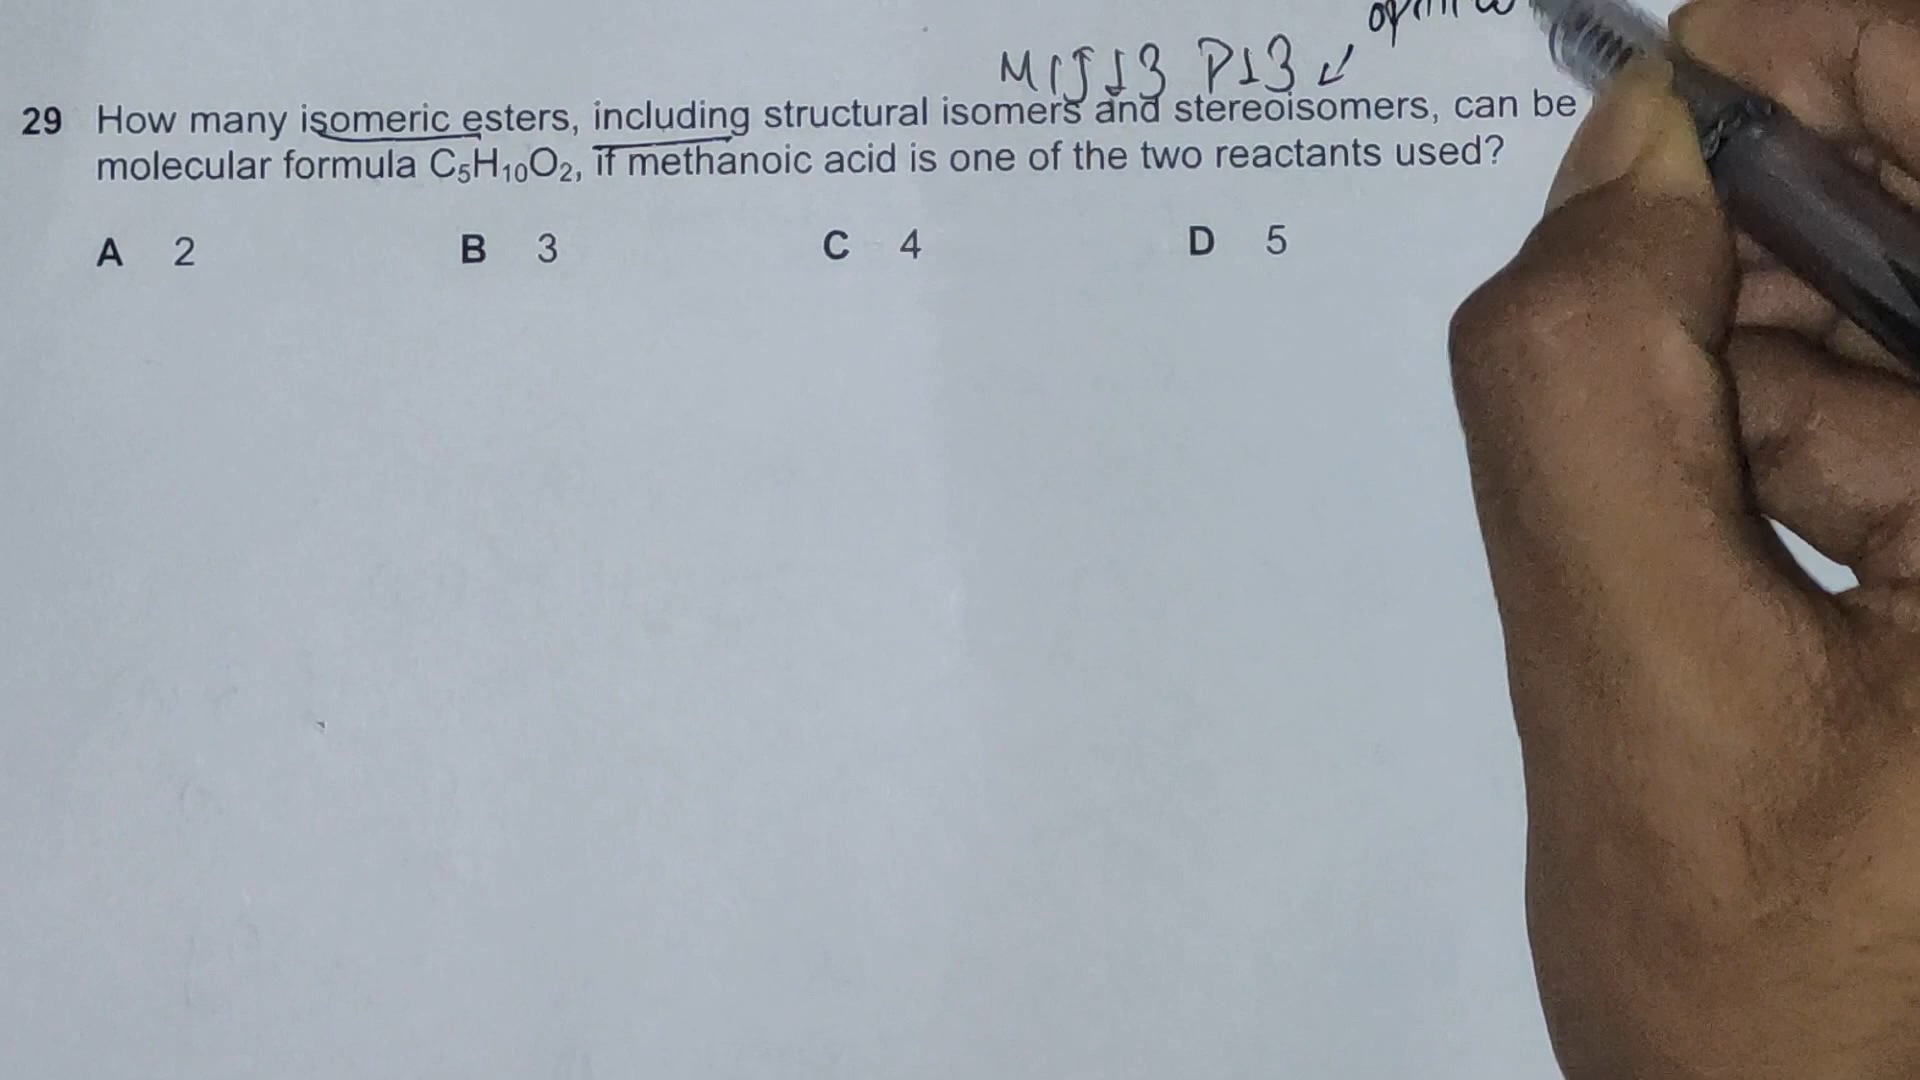 M/J 13 P13 ✓
29 How many isomeric esters, including structural isomers and stereoisomers, can be
molecular formula C₅H₁₀O₂, if methanoic acid is one of the two reactants used?
A 2 B 3 C 4 D 5